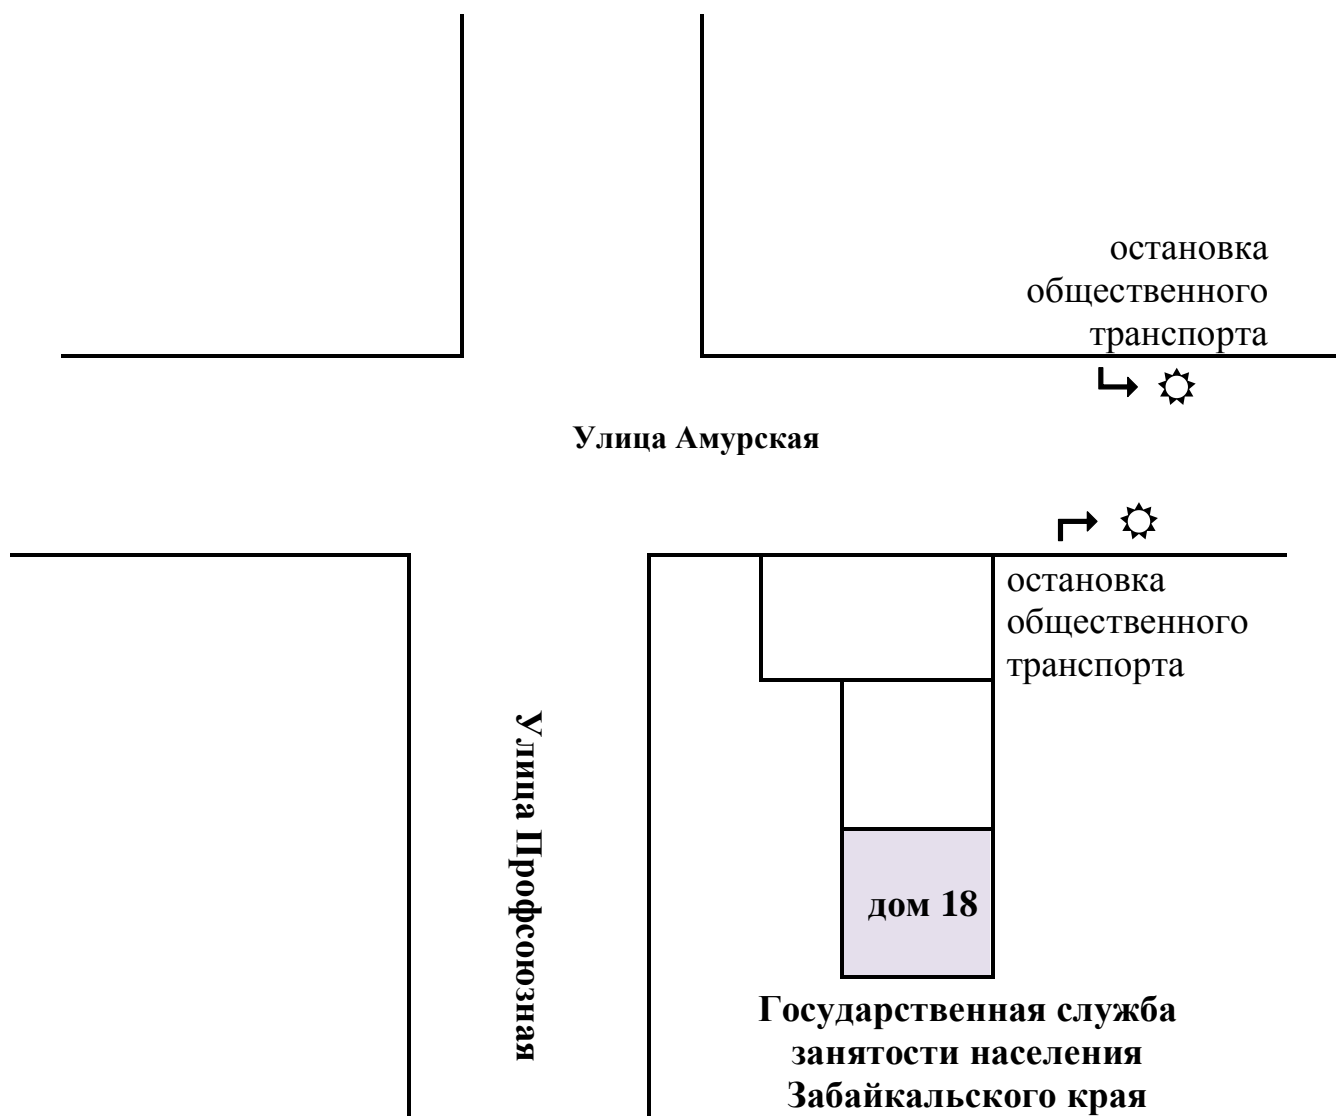 остановка
общественного
транспорта
Улица Амурская
остановка
общественного
транспорта
Улица Профсоюзная
дом 18
Государственная служба
занятости населения
Забайкальского края